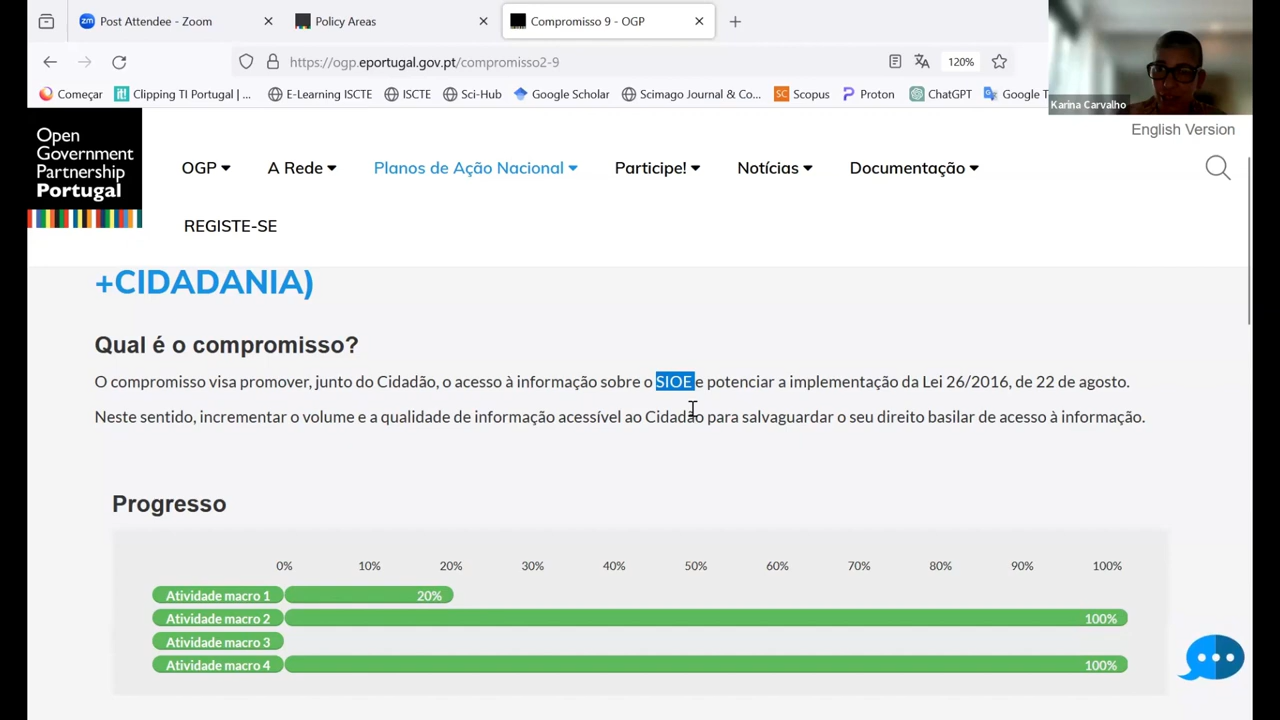 Post Attendee - Zoom
Policy Areas
Compromisso 9 - OGP
https://ogp.eportugal.gov.pt/compromisso2-9
120%
Começar
Clipping TI Portugal | ...
E-Learning ISCTE
ISCTE
Sci-Hub
Google Scholar
Scimago Journal & Co...
Scopus
Proton
ChatGPT
Google T
Karina Carvalho
English Version
Open
Government
Partnership
Portugal
OGP
A Rede
Planos de Ação Nacional
Participe!
Notícias
Documentação
REGISTE-SE
+CIDADANIA)
Qual é o compromisso?
O compromisso visa promover, junto do Cidadão, o acesso à informação sobre o SIOE e potenciar a implementação da Lei 26/2016, de 22 de agosto.
Neste sentido, incrementar o volume e a qualidade de informação acessível ao Cidadão para salvaguardar o seu direito basilar de acesso à informação.
Progresso
0% 10% 20% 30% 40% 50% 60% 70% 80% 90% 100%
Atividade macro 1 20%
Atividade macro 2 100%
Atividade macro 3
Atividade macro 4 100%